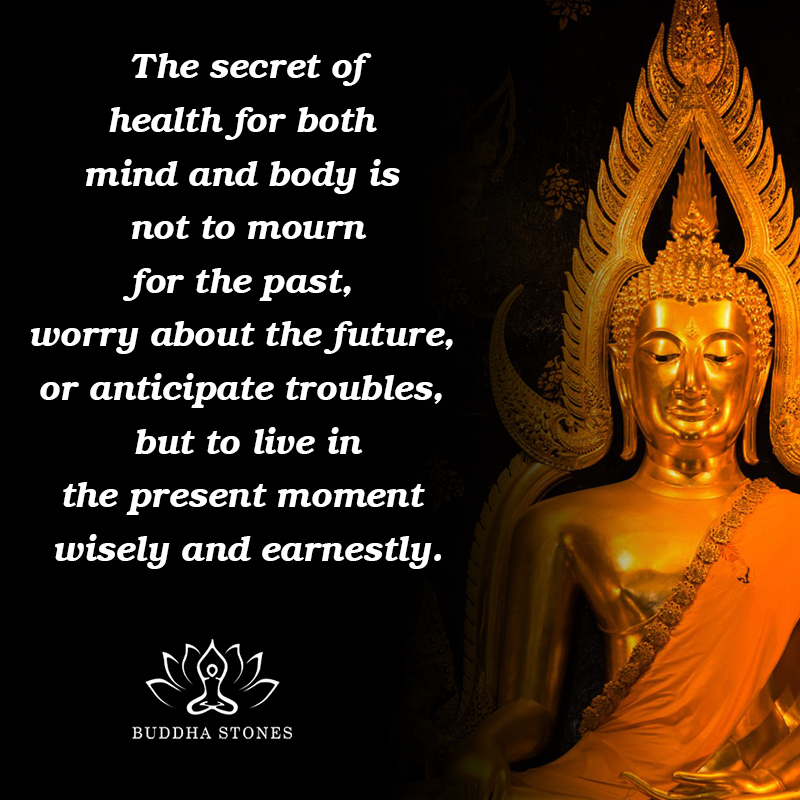 The secret of
health for both
mind and body is
not to mourn
for the past,
worry about the future,
or anticipate troubles,
but to live in
the present moment
wisely and earnestly.
BUDDHA STONES